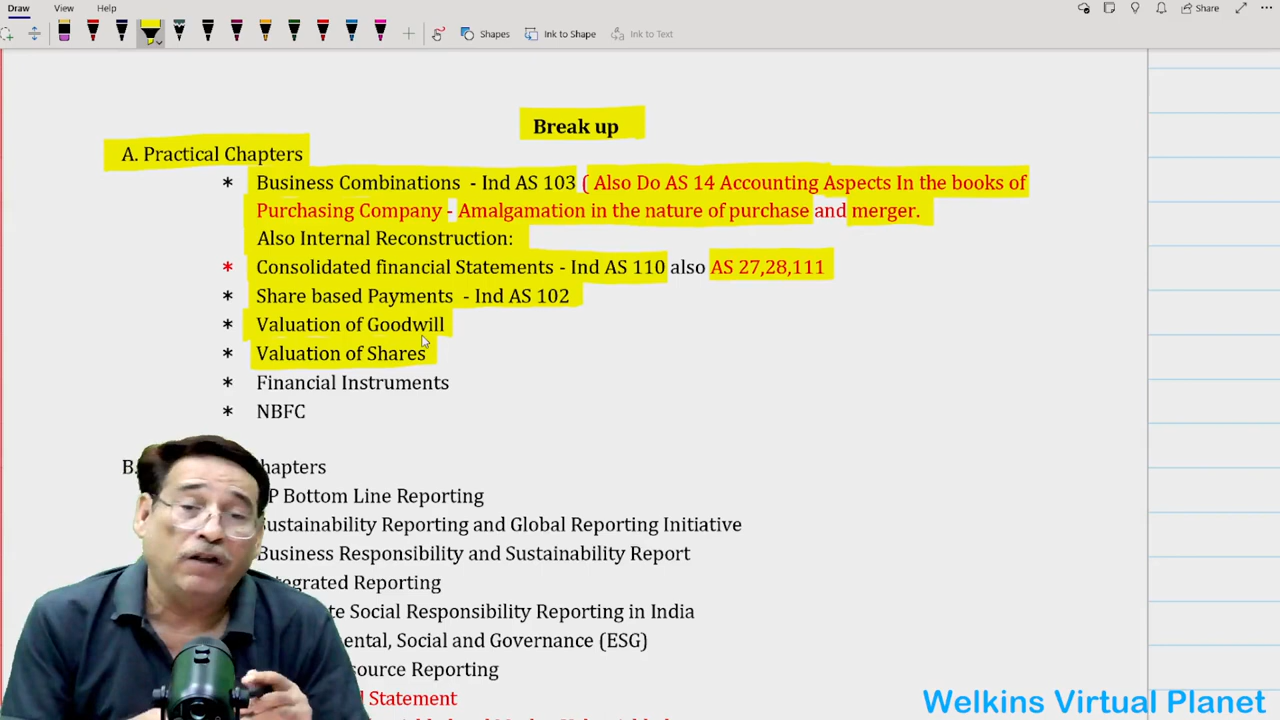 Draw View Help
Share
Shapes Ink to Shape Ink to Text
Break up
A. Practical Chapters
* Business Combinations - Ind AS 103 ( Also Do AS 14 Accounting Aspects In the books of
Purchasing Company - Amalgamation in the nature of purchase and merger.
Also Internal Reconstruction:
* Consolidated financial Statements - Ind AS 110 also AS 27,28,111
* Share based Payments - Ind AS 102
* Valuation of Goodwill
* Valuation of Shares
* Financial Instruments
* NBFC
B. hapters
P Bottom Line Reporting
Sustainability Reporting and Global Reporting Initiative
Business Responsibility and Sustainability Report
Integrated Reporting
te Social Responsibility Reporting in India
ental, Social and Governance (ESG)
source Reporting
Statement
Welkins Virtual Planet